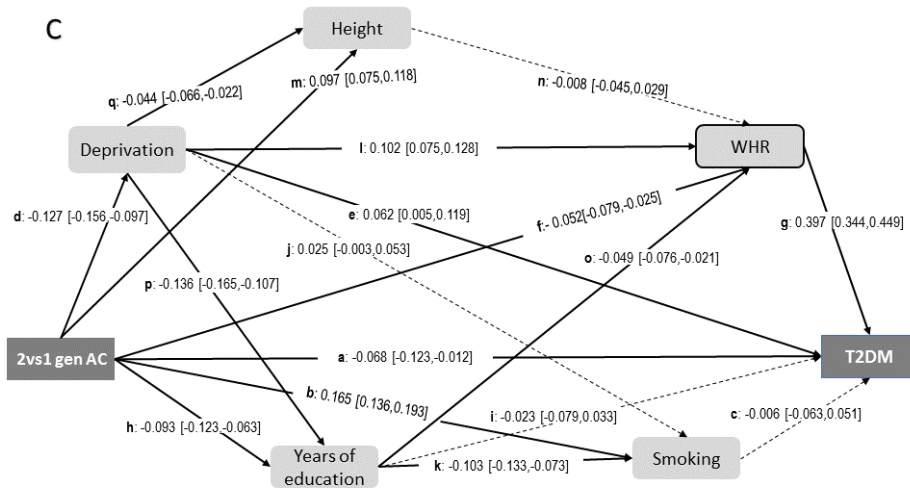 C
Height
m: 0.097 [0.075,0.118]
n: -0.008 [-0.045,0.029]
q: -0.044 [-0.066,-0.022]
Deprivation
l: 0.102 [0.075,0.128]
WHR
d: -0.127 [-0.156,-0.097]
e: 0.062 [0.005,0.119]
f:- 0.052[-0.079,-0.025]
g: 0.397 [0.344,0.449]
j: 0.025 [-0.003,0.053]
o: -0.049 [-0.076,-0.021]
p: -0.136 [-0.165,-0.107]
2vs1 gen AC
a: -0.068 [-0.123,-0.012]
T2DM
b: 0.165 [0.136,0.193]
i: -0.023 [-0.079,0.033]
c: -0.006 [-0.063,0.051]
h: -0.093 [-0.123,-0.063]
Years of
education
k: -0.103 [-0.133,-0.073]
Smoking